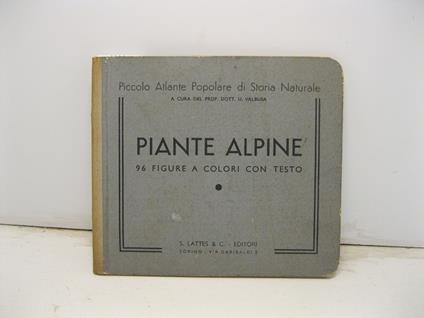 Piccolo Atlante Popolare di Storia Naturale
A CURA DEL PROF. DOTT. U. VALBUSA
PIANTE ALPINE
96 FIGURE A COLORI CON TESTO
S. LATTES & C. - EDITORI
TORINO - VIA GARIBALDI 3